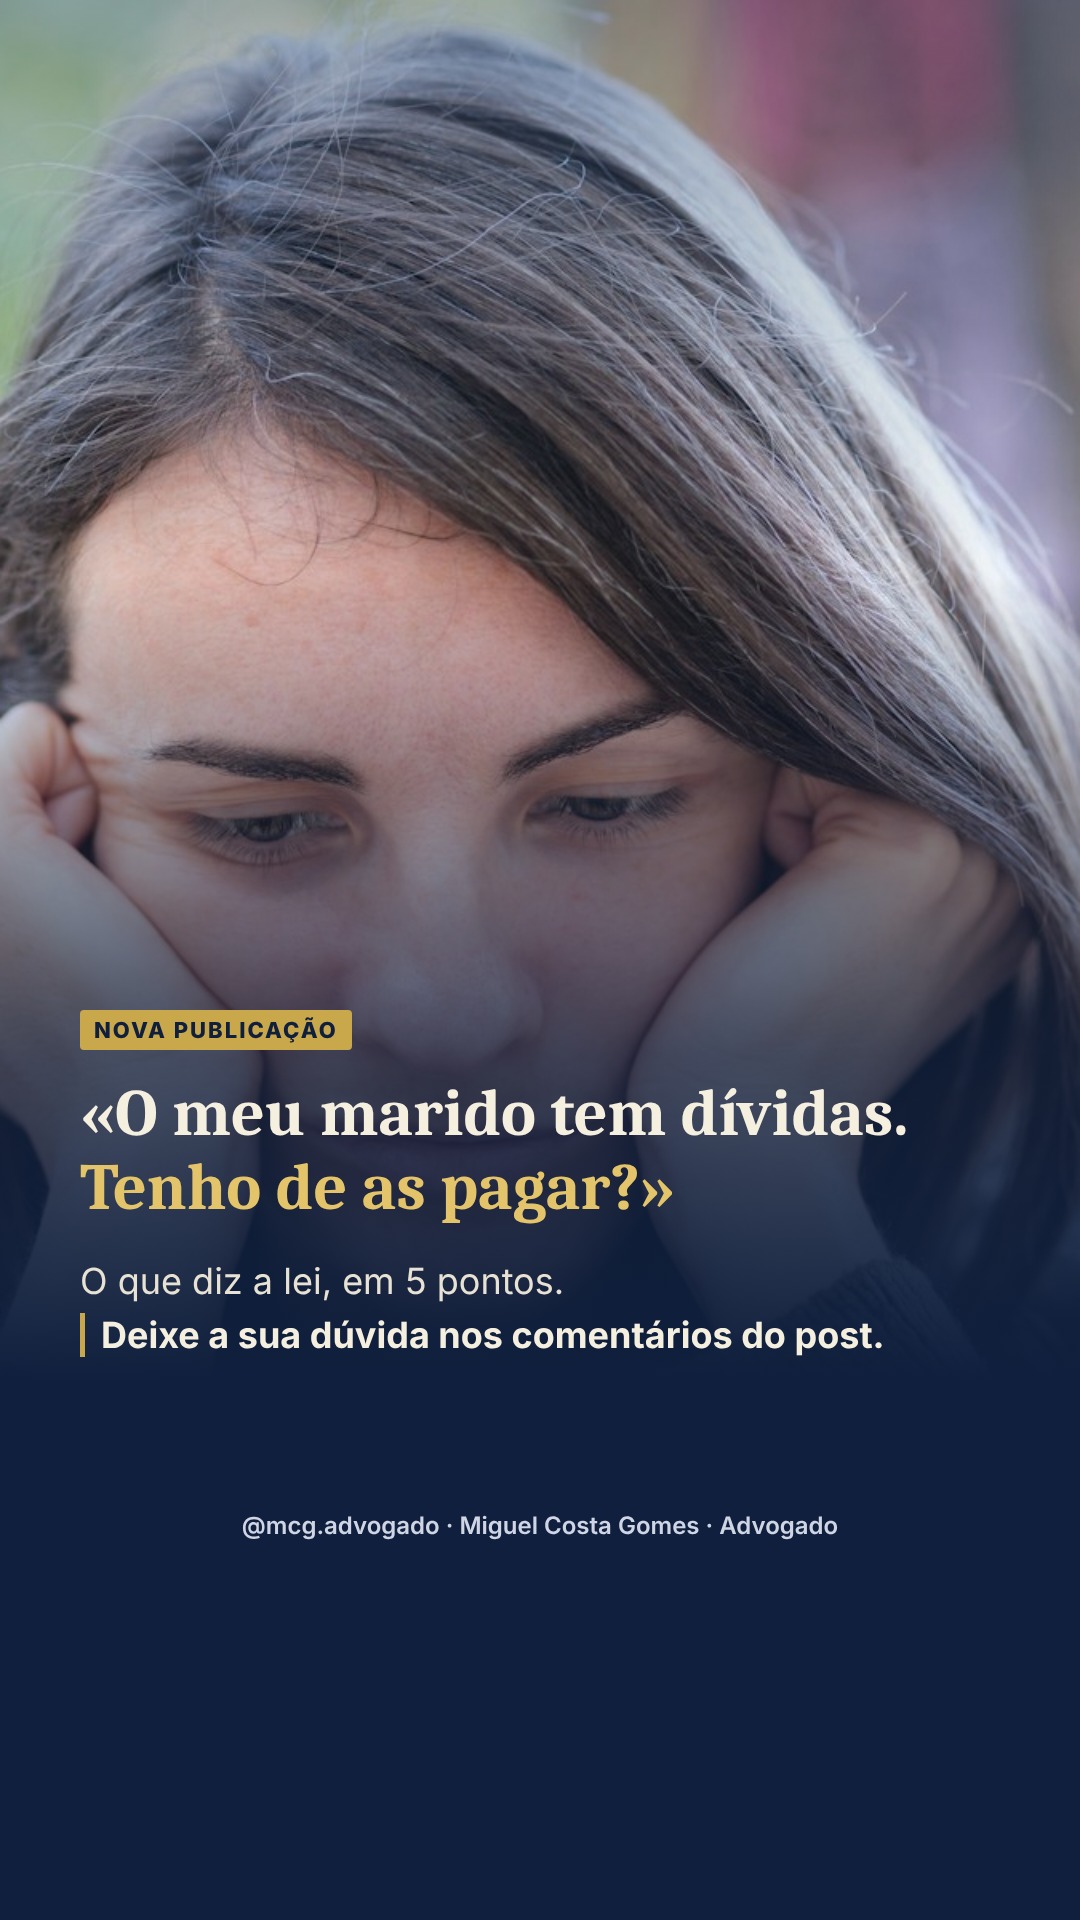 NOVA PUBLICAÇÃO
«O meu marido tem dívidas.
Tenho de as pagar?»
O que diz a lei, em 5 pontos.
Deixe a sua dúvida nos comentários do post.
@mcg.advogado · Miguel Costa Gomes · Advogado